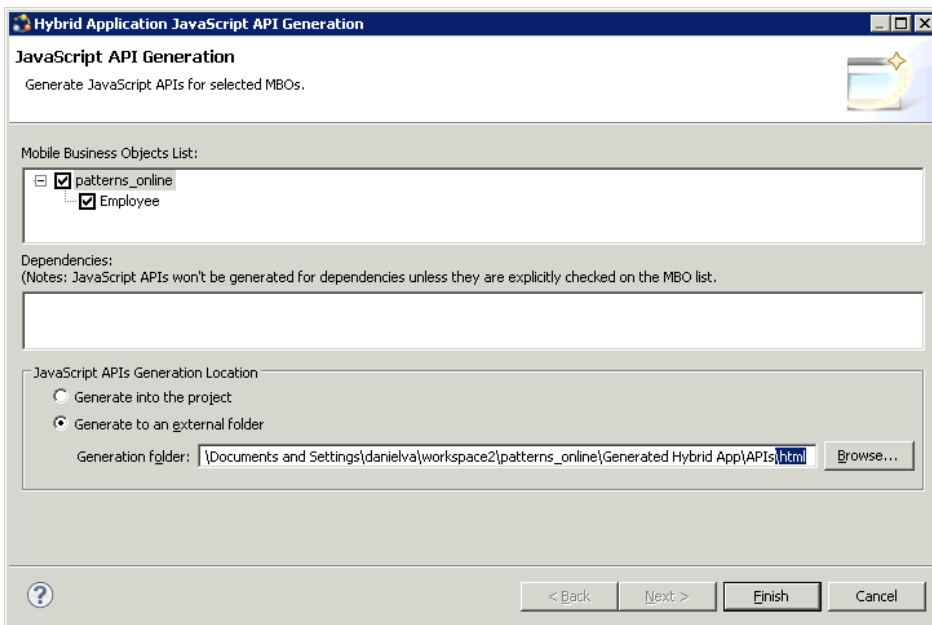 Hybrid Application JavaScript API Generation
JavaScript API Generation
Generate JavaScript APIs for selected MBOs.
Mobile Business Objects List:
patterns_online
Employee
Dependencies:
(Notes: JavaScript APIs won't be generated for dependencies unless they are explicitly checked on the MBO list.
JavaScript APIs Generation Location
Generate into the project
Generate to an external folder
Generation folder: \Documents and Settings\danielva\workspace2\patterns_online\Generated Hybrid App\APIs\html Browse...
? < Back Next > Finish Cancel